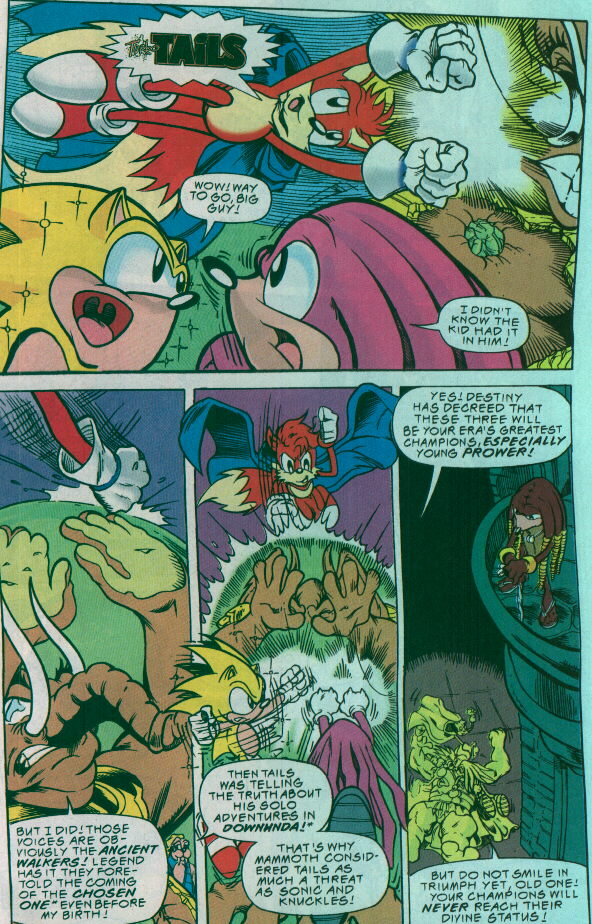 TAILS
WOW! WAY
TO GO, BIG
GUY!
I DIDN'T
KNOW THE
KID HAD IT
IN HIM!
BUT I DID! THOSE
VOICES ARE OB-
VIOUSLY THE ANCIENT
WALKERS! LEGEND
HAS IT THEY FORE-
TOLD THE COMING
OF THE CHOSEN
ONE* EVEN BEFORE
MY BIRTH!
THEN TAILS
WAS TELLING
THE TRUTH ABOUT
HIS SOLO
ADVENTURES IN
DOWNUNDA!*
THAT'S WHY
MAMMOTH CONSID-
ERED TAILS AS
MUCH A THREAT
AS SONIC AND
KNUCKLES!
YES! DESTINY
HAS DECREED THAT
THESE THREE WILL
BE YOUR ERA'S GREATEST
CHAMPIONS, ESPECIALLY
YOUNG PROWER!
BUT DO NOT SMILE IN
TRIUMPH YET, OLD ONE!
YOUR CHAMPIONS WILL
NEVER REACH THEIR
DIVINE STATUS!